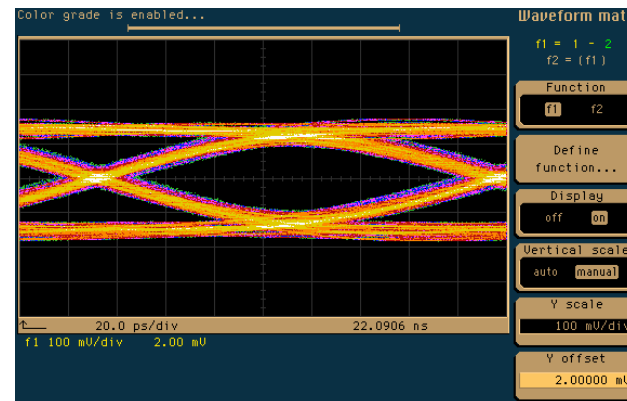 Color grade is enabled...
Waveform mat
f1 = 1 - 2
f2 = (f1)
Function
f1 f2
Define
function...
Display
off on
Vertical scale
auto manual
Y scale
100 mV/div
Y offset
2.00000 mV
20.0 ps/div 22.0906 ns
f1 100 mV/div 2.00 mV